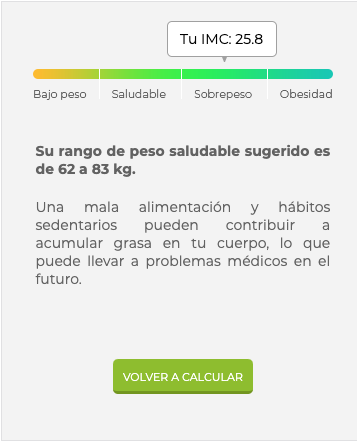 Tu IMC: 25.8
Bajo peso Saludable Sobrepeso Obesidad
Su rango de peso saludable sugerido es
de 62 a 83 kg.
Una mala alimentación y hábitos
sedentarios pueden contribuir a
acumular grasa en tu cuerpo, lo que
puede llevar a problemas médicos en el
futuro.
VOLVER A CALCULAR